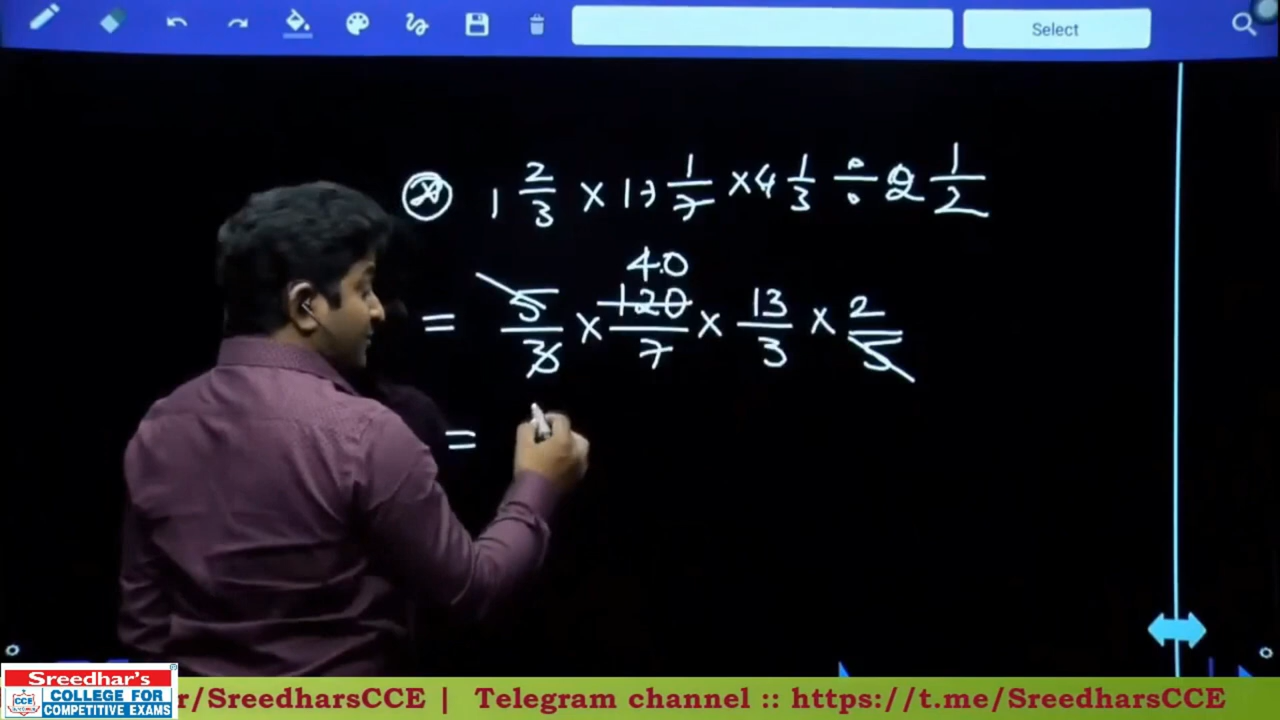 Select
1 2/3 × 17 1/7 × 4 1/3 ÷ 2 1/2
40
= 5/3 × 120/7 × 13/3 × 2/5
=
Sreedhar's
CCE
COLLEGE FOR
COMPETITIVE EXAMS
r/SreedharsCCE | Telegram channel :: https://t.me/SreedharsCCE